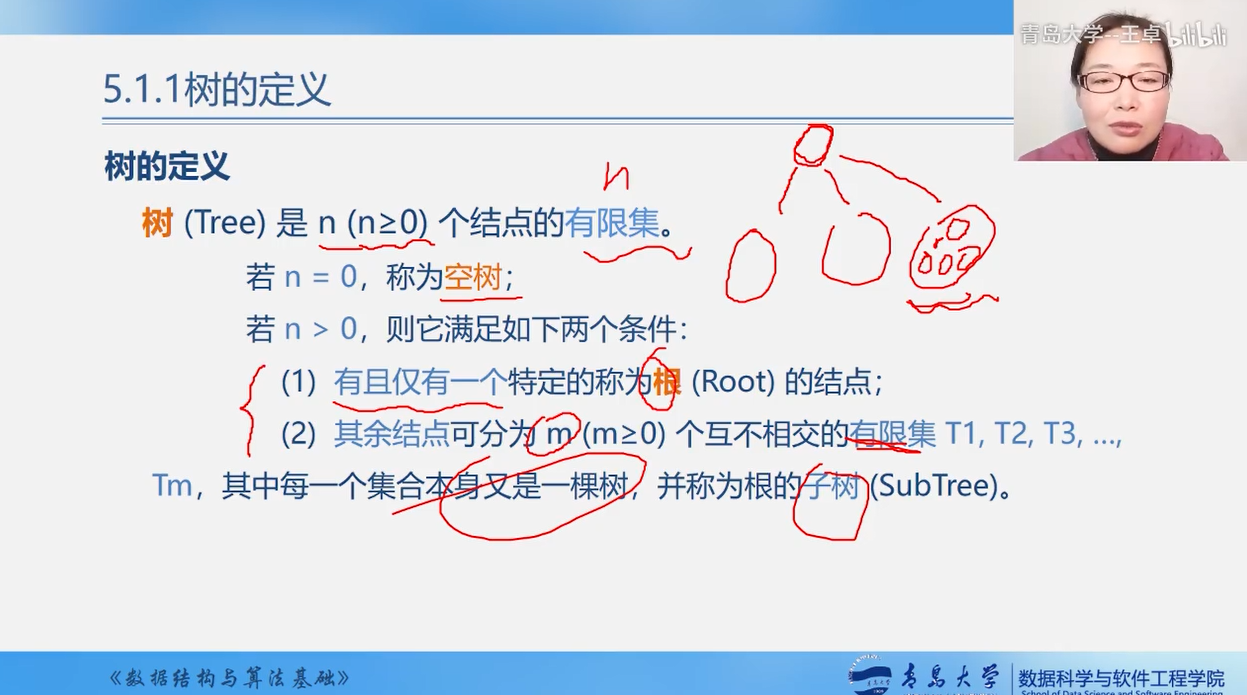 青岛大学--王卓 bilibili
5.1.1树的定义
树的定义
n
树 (Tree) 是 n (n≥0) 个结点的有限集。
若 n = 0，称为空树；
若 n > 0，则它满足如下两个条件：
(1) 有且仅有一个特定的称为根 (Root) 的结点；
(2) 其余结点可分为 m (m≥0) 个互不相交的有限集 T1, T2, T3, …,
Tm，其中每一个集合本身又是一棵树，并称为根的子树 (SubTree)。
《数据结构与算法基础》
青岛大学
数据科学与软件工程学院
School of Data Science and Software Engineering